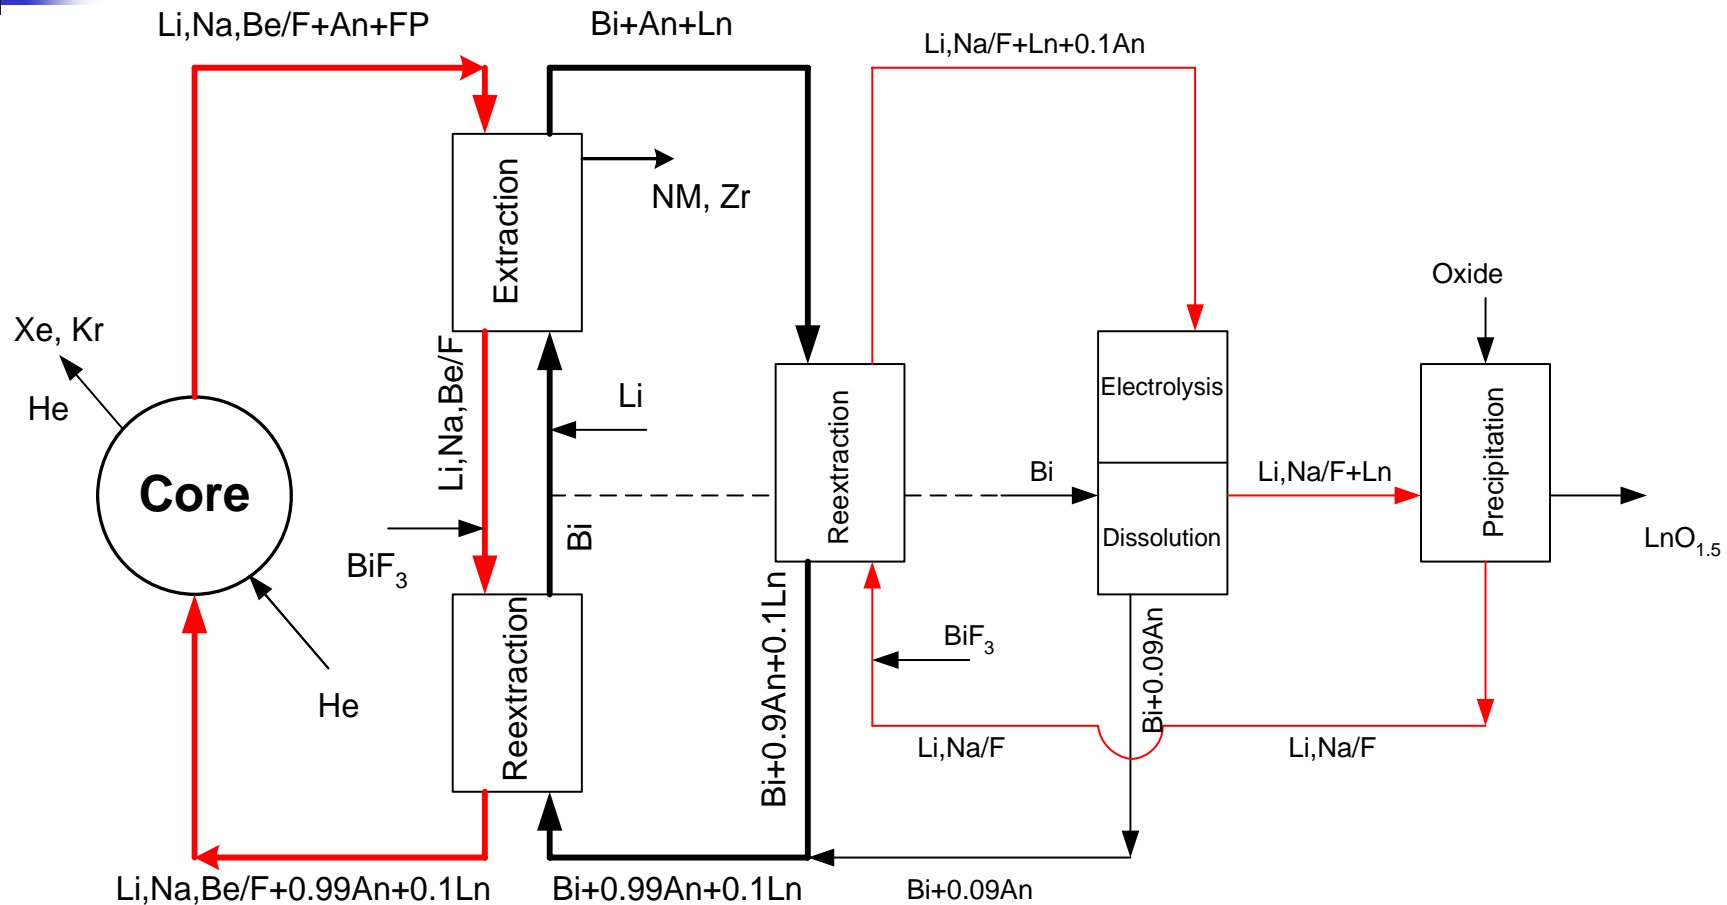 Li,Na,Be/F+An+FP
Bi+An+Ln
Li,Na/F+Ln+0.1An
Extraction
NM, Zr
Oxide
Xe, Kr
He
Core
Li,Na,Be/F
Li
Reextraction
Electrolysis
Precipitation
Bi
Li,Na/F+Ln
Dissolution
LnO1.5
BiF3
Bi
Reextraction
He
Bi+0.9An+0.1Ln
BiF3
Bi+0.09An
Li,Na/F
Li,Na/F
Li,Na,Be/F+0.99An+0.1Ln
Bi+0.99An+0.1Ln
Bi+0.09An